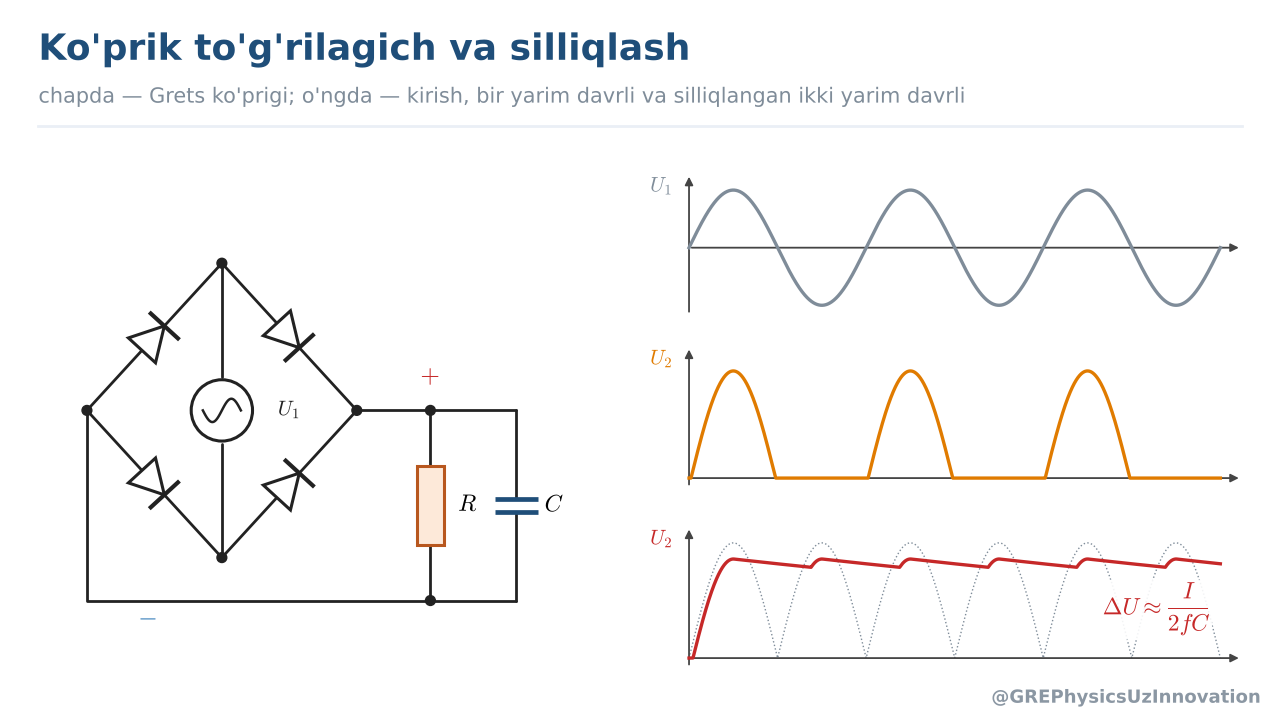 Ko'prik to'g'rilagich va silliqlash
chapda — Grets ko'prigi; o'ngda — kirish, bir yarim davrli va silliqlangan ikki yarim davrli
U₁
U₂
+
U₁
R
C
U₂
ΔU ≈ I / 2fC
−
@GREPhysicsUzInnovation